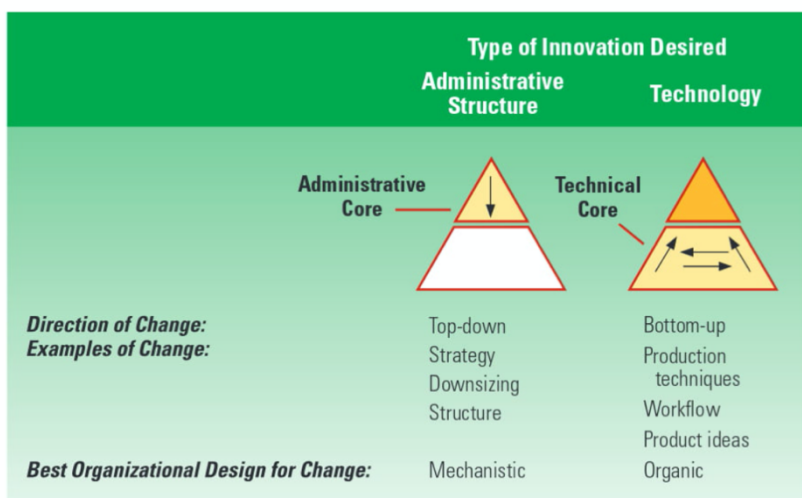 Type of Innovation Desired
Administrative
Structure
Technology
Administrative
Core
Technical
Core
Direction of Change:
Top-down
Bottom-up
Examples of Change:
Strategy
Production
techniques
Downsizing
Structure
Workflow
Product ideas
Best Organizational Design for Change:
Mechanistic
Organic